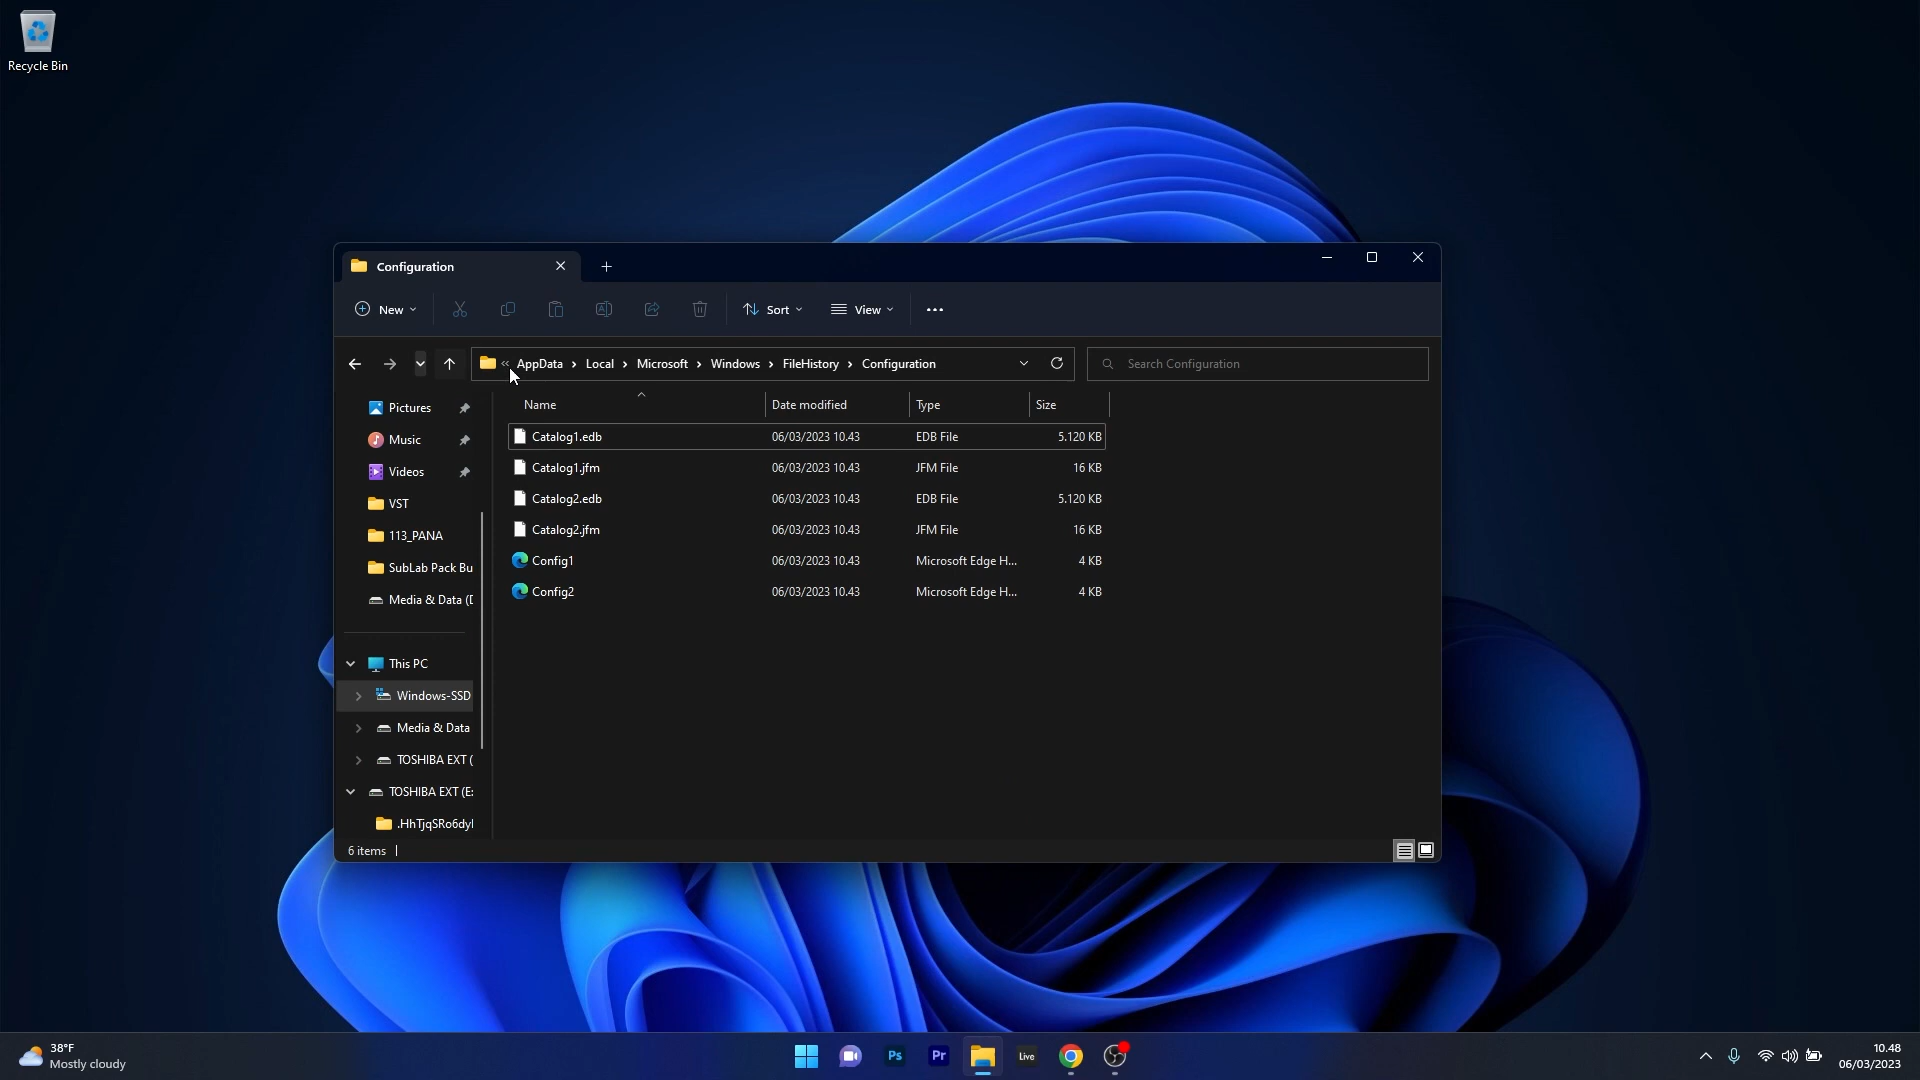 Recycle Bin
Configuration
New
Sort
View
« AppData › Local › Microsoft › Windows › FileHistory › Configuration
Search Configuration
Pictures
Music
Videos
VST
113_PANA
SubLab Pack Bu
Media & Data (D
This PC
Windows-SSD
Media & Data
TOSHIBA EXT (
TOSHIBA EXT (E:
.HhTjqSRo6dyI
Name Date modified Type Size
Catalog1.edb 06/03/2023 10.43 EDB File 5.120 KB
Catalog1.jfm 06/03/2023 10.43 JFM File 16 KB
Catalog2.edb 06/03/2023 10.43 EDB File 5.120 KB
Catalog2.jfm 06/03/2023 10.43 JFM File 16 KB
Config1 06/03/2023 10.43 Microsoft Edge H... 4 KB
Config2 06/03/2023 10.43 Microsoft Edge H... 4 KB
6 items
38°F
Mostly cloudy
Ps
Pr
Live
10.48
06/03/2023